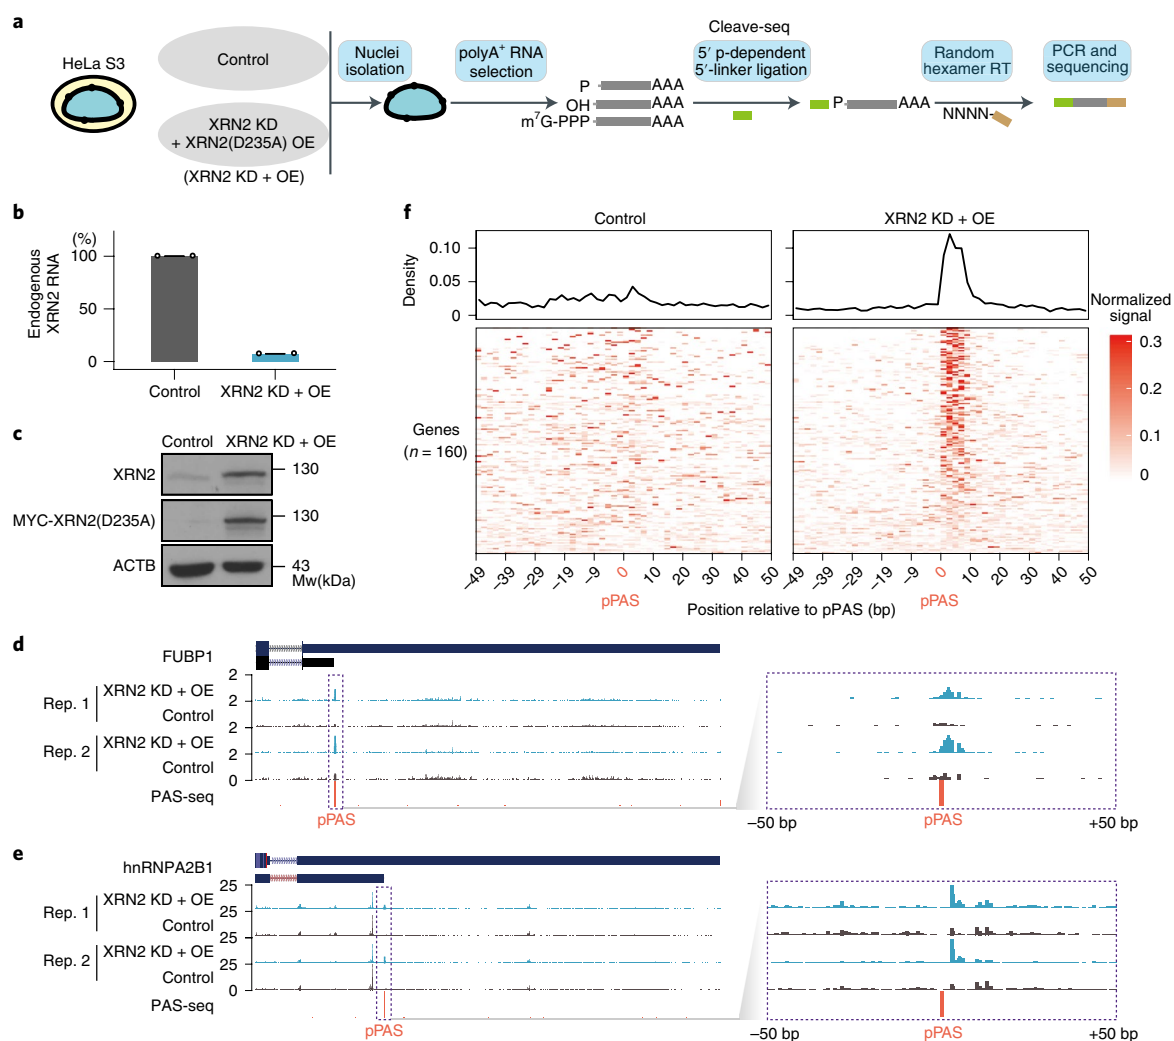 a
HeLa S3
Control
XRN2 KD
+ XRN2(D235A) OE
(XRN2 KD + OE)
Nuclei
isolation
polyA+ RNA
selection
P
AAA
OH
AAA
m7G-PPP
AAA
Cleave-seq
5′ p-dependent
5′-linker ligation
P
AAA
Random
hexamer RT
NNNN
PCR and
sequencing
b
(%)
Endogenous
XRN2 RNA
100
50
0
Control
XRN2 KD + OE
c
Control
XRN2 KD + OE
XRN2
130
MYC-XRN2(D235A)
130
ACTB
43
Mw(kDa)
f
Control
XRN2 KD + OE
Density
0.10
0.05
0
Genes
(n = 160)
–49
–39
–29
–19
–9
0
10
20
30
40
50
pPAS
–49
–39
–29
–19
–9
0
10
20
30
40
50
pPAS
Position relative to pPAS (bp)
Normalized
signal
0.3
0.2
0.1
0
d
FUBP1
Rep. 1
XRN2 KD + OE
Control
Rep. 2
XRN2 KD + OE
Control
PAS-seq
2
2
2
2
0
pPAS
–50 bp
pPAS
+50 bp
e
hnRNPA2B1
Rep. 1
XRN2 KD + OE
Control
Rep. 2
XRN2 KD + OE
Control
PAS-seq
25
25
25
25
0
pPAS
–50 bp
pPAS
+50 bp